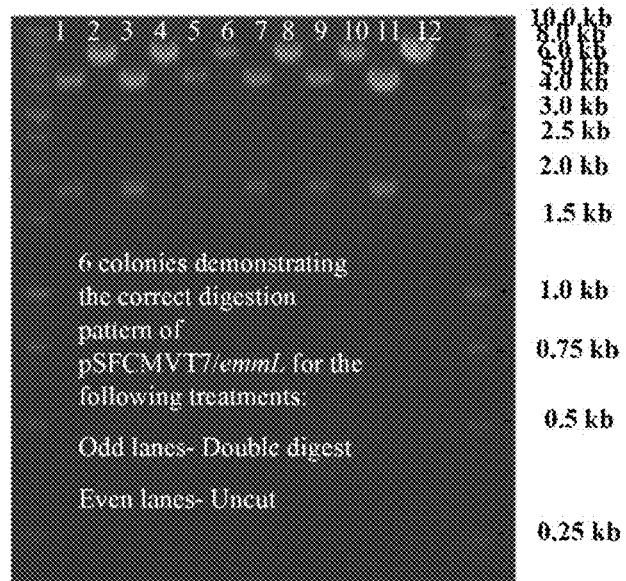 1 2 3 4 5 6 7 8 9 10 11 12
10.0 kb
8.0 kb
6.0 kb
5.0 kb
4.0 kb
3.0 kb
2.5 kb
2.0 kb
1.5 kb
1.0 kb
0.75 kb
0.5 kb
0.25 kb
6 colonies demonstrating
the correct digestion
pattern of
pSFCMVT7/emmL for the
following treatments:
Odd lanes- Double digest
Even lanes- Uncut